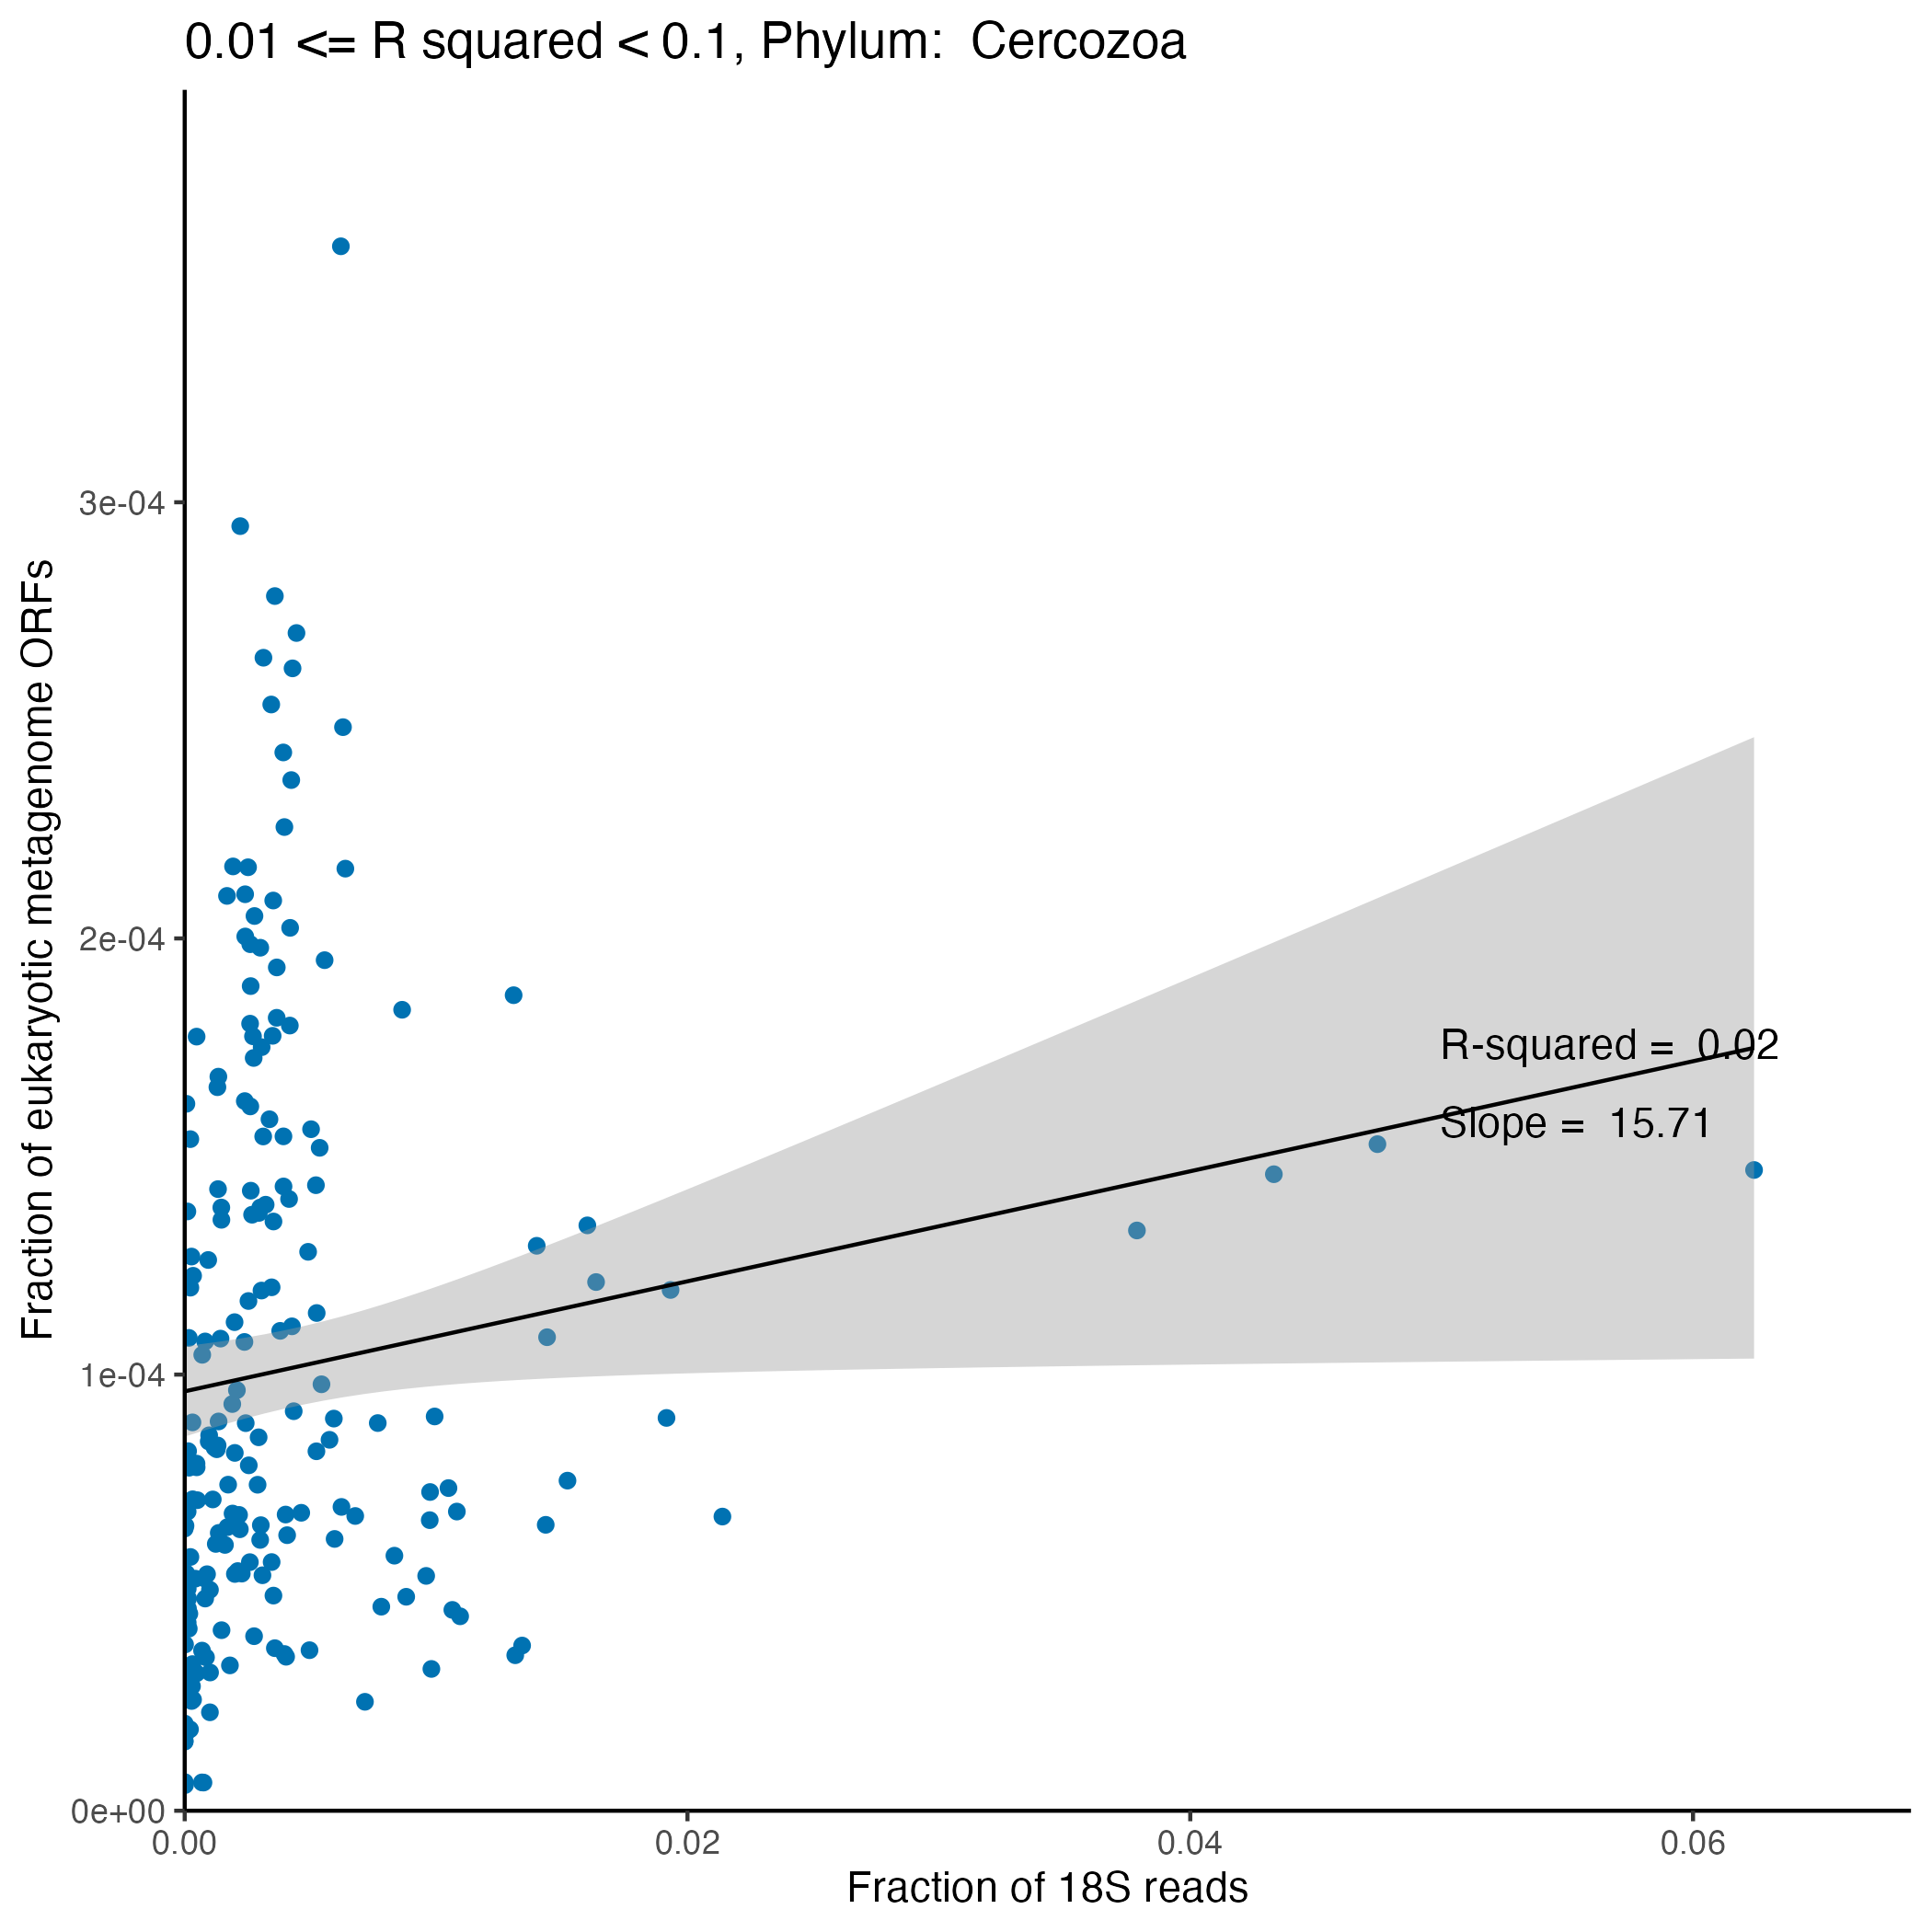 0.01 <= R squared < 0.1, Phylum:  Cercozoa
Fraction of eukaryotic metagenome ORFs
3e-04
2e-04
1e-04
0e+00
R-squared =  0.02
Slope =  15.71
0.00
0.02
0.04
0.06
Fraction of 18S reads